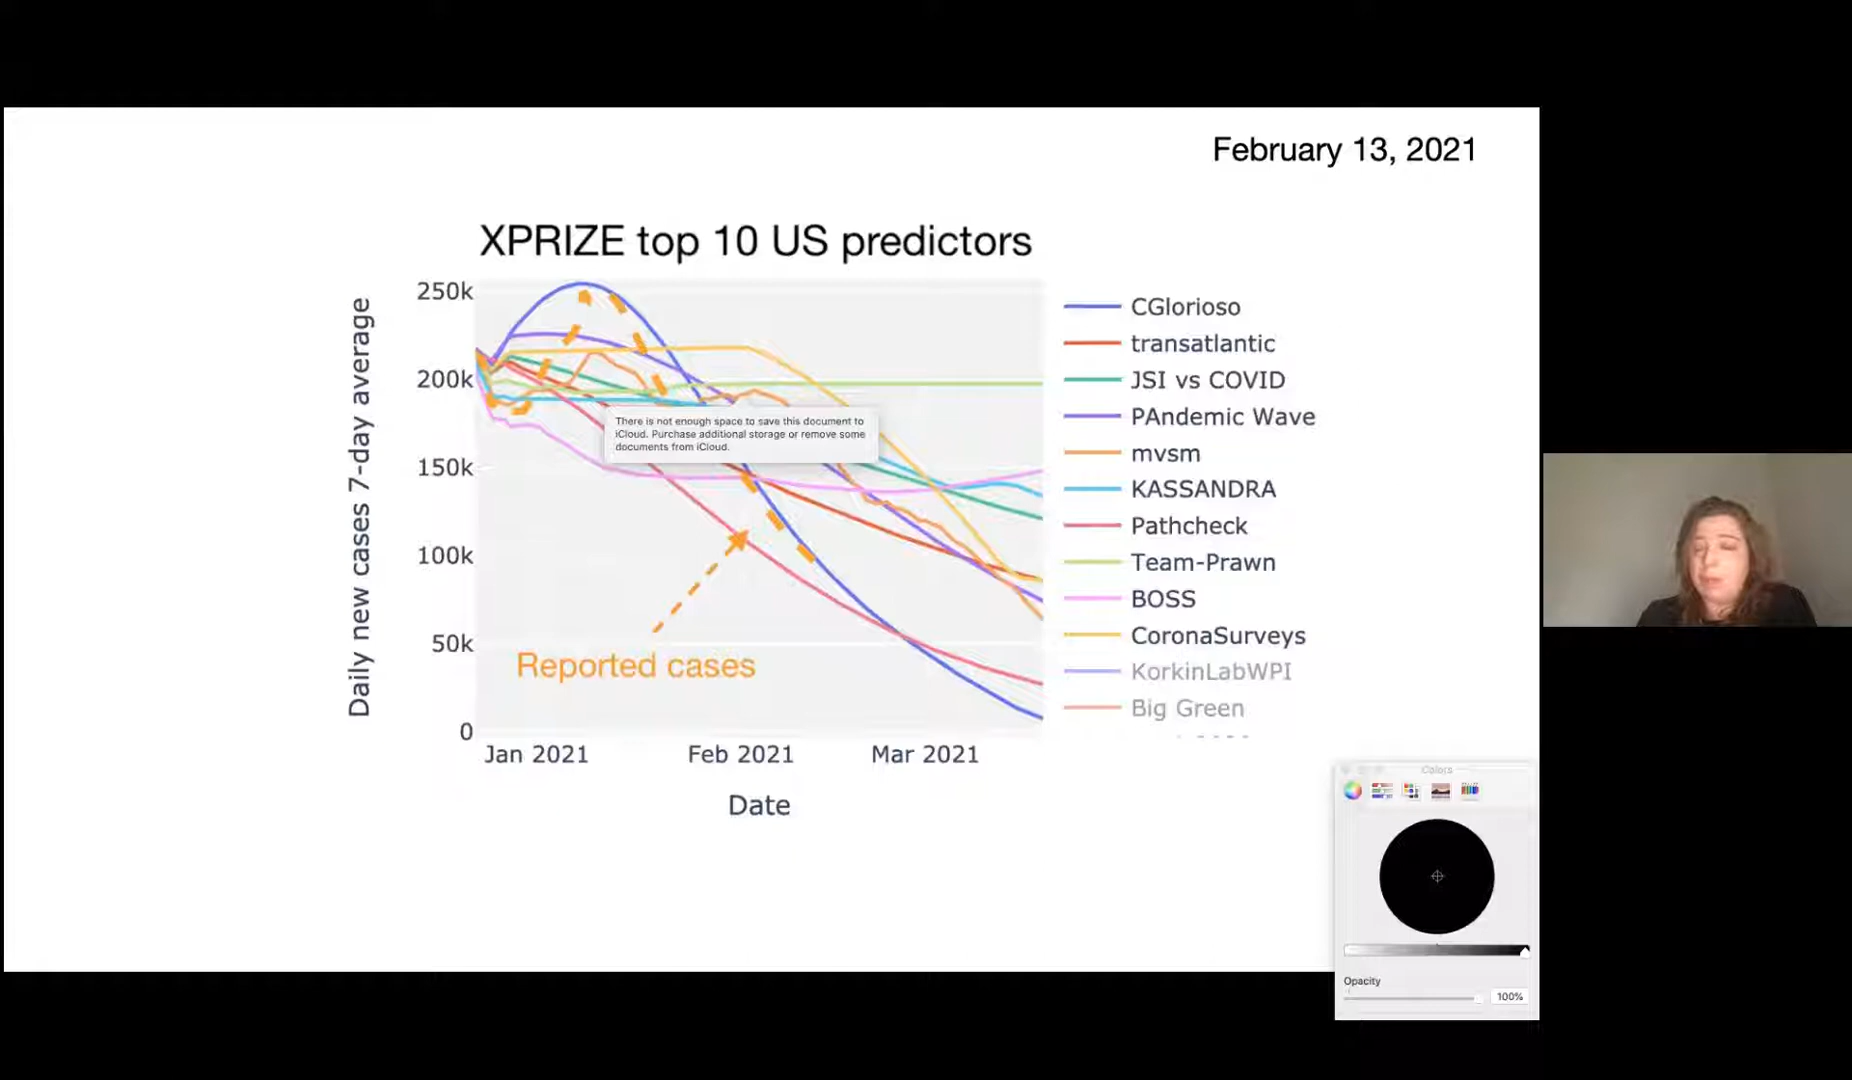 February 13, 2021
XPRIZE top 10 US predictors
Daily new cases 7-day average
250k
200k
150k
100k
50k
0
There is not enough space to save this document to
iCloud. Purchase additional storage or remove some
documents from iCloud.
Reported cases
Jan 2021
Feb 2021
Mar 2021
Date
CGlorioso
transatlantic
JSI vs COVID
PAndemic Wave
mvsm
KASSANDRA
Pathcheck
Team-Prawn
BOSS
CoronaSurveys
KorkinLabWPI
Big Green
Colors
Opacity
100%